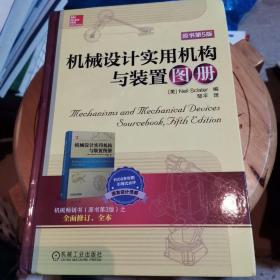 原书第5版
机械设计实用机构
与装置图册
[美] Neil Sclater 编
邹平 译
Mechanisms and Mechanical Devices
Sourcebook, Fifth Edition
机械设计实用机构与装置图册
机械畅销书（原书第3版）之
全面修订、全本
机械工业出版社